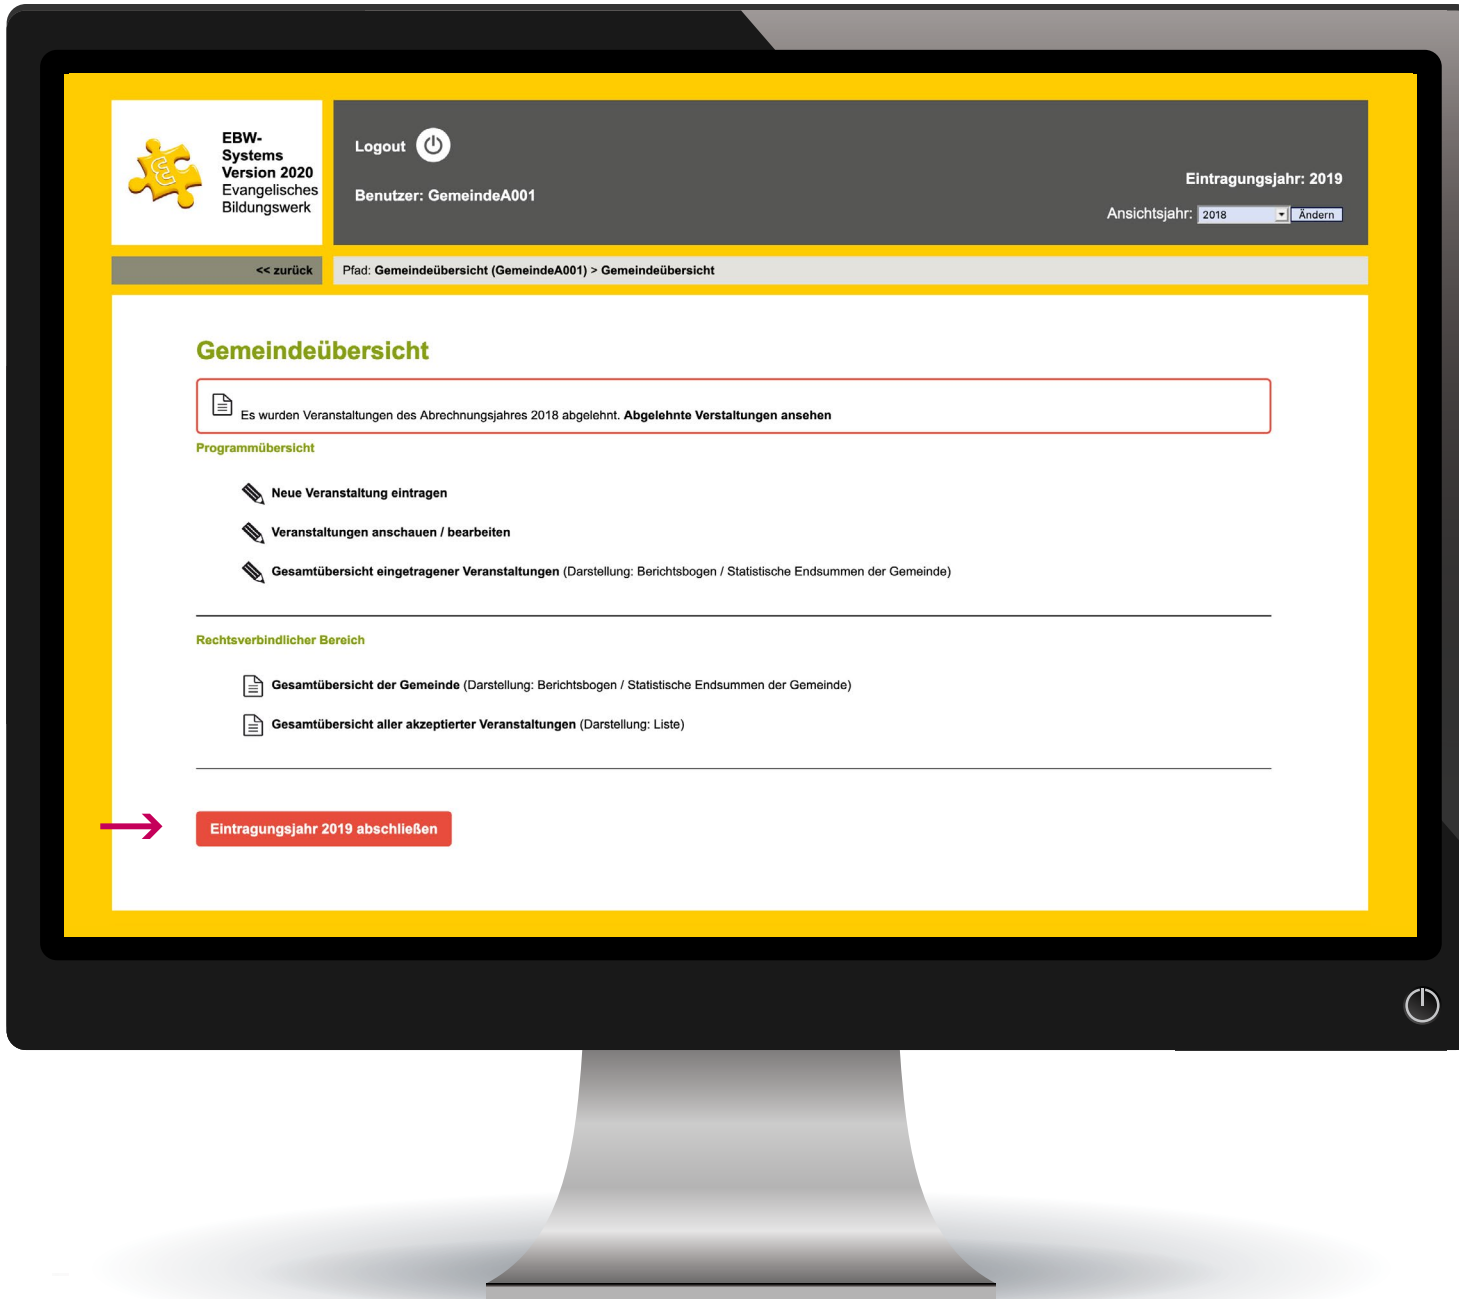 EBW-
Systems
Version 2020
Evangelisches
Bildungswerk
Logout
Benutzer: GemeindeA001
Eintragungsjahr: 2019
Ansichtsjahr: 2018 Ändern
<< zurück
Pfad: Gemeindeübersicht (GemeindeA001) > Gemeindeübersicht
Gemeindeübersicht
Es wurden Veranstaltungen des Abrechnungsjahres 2018 abgelehnt. Abgelehnte Verstaltungen ansehen
Programmübersicht
Neue Veranstaltung eintragen
Veranstaltungen anschauen / bearbeiten
Gesamtübersicht eingetragener Veranstaltungen (Darstellung: Berichtsbogen / Statistische Endsummen der Gemeinde)
Rechtsverbindlicher Bereich
Gesamtübersicht der Gemeinde (Darstellung: Berichtsbogen / Statistische Endsummen der Gemeinde)
Gesamtübersicht aller akzeptierter Veranstaltungen (Darstellung: Liste)
Eintragungsjahr 2019 abschließen